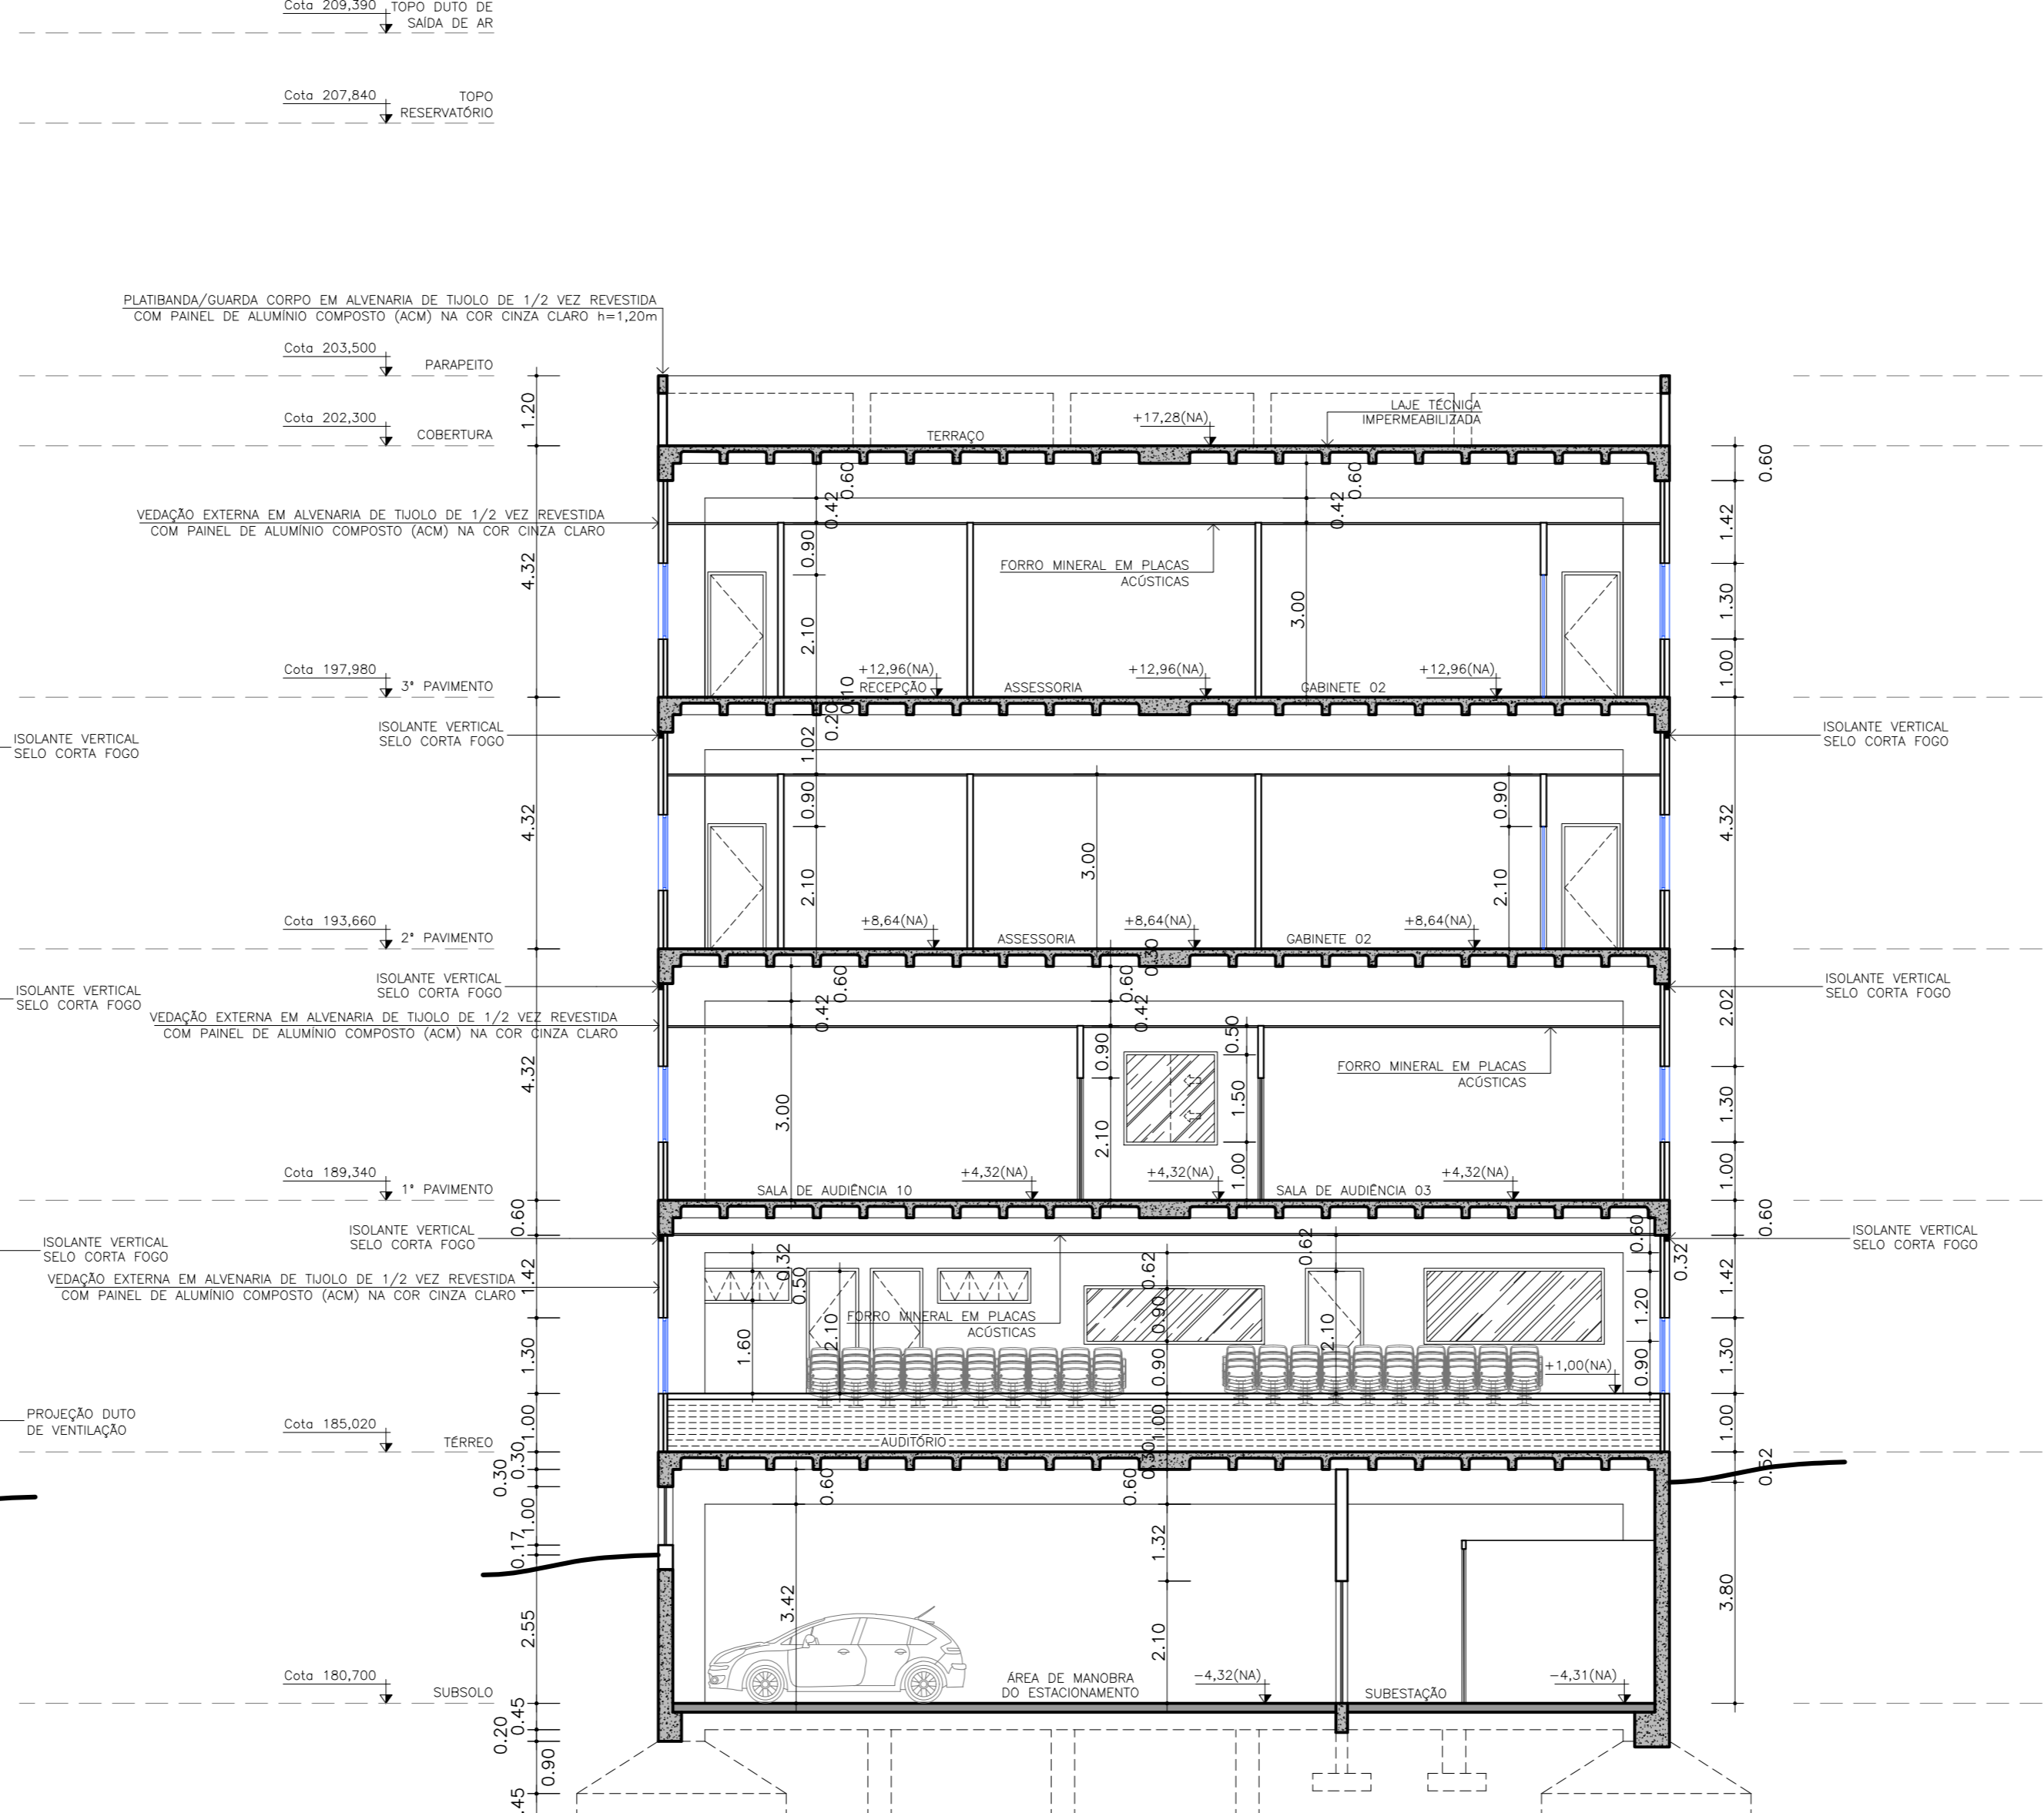 Cota 209,390
TOPO DUTO DE
SAÍDA DE AR
Cota 207,840
TOPO
RESERVATÓRIO
PLATIBANDA/GUARDA CORPO EM ALVENARIA DE TIJOLO DE 1/2 VEZ REVESTIDA
COM PAINEL DE ALUMÍNIO COMPOSTO (ACM) NA COR CINZA CLARO h=1,20m
Cota 203,500
PARAPEITO
1.20
Cota 202,300
COBERTURA
TERRAÇO
+17,28(NA)
LAJE TÉCNICA
IMPERMEABILIZADA
0.60
0.60
0.60
0.42
0.42
1.42
VEDAÇÃO EXTERNA EM ALVENARIA DE TIJOLO DE 1/2 VEZ REVESTIDA
COM PAINEL DE ALUMÍNIO COMPOSTO (ACM) NA COR CINZA CLARO
4.32
0.90
FORRO MINERAL EM PLACAS
ACÚSTICAS
3.00
1.30
2.10
1.00
Cota 197,980
3° PAVIMENTO
+12,96(NA)
RECEPÇÃO
ASSESSORIA
+12,96(NA)
GABINETE 02
+12,96(NA)
0.10
0.20
ISOLANTE VERTICAL
SELO CORTA FOGO
ISOLANTE VERTICAL
SELO CORTA FOGO
ISOLANTE VERTICAL
SELO CORTA FOGO
1.02
4.32
0.90
0.90
4.32
3.00
2.10
2.10
Cota 193,660
2° PAVIMENTO
+8,64(NA)
ASSESSORIA
+8,64(NA)
GABINETE 02
+8,64(NA)
0.30
ISOLANTE VERTICAL
SELO CORTA FOGO
ISOLANTE VERTICAL
SELO CORTA FOGO
ISOLANTE VERTICAL
SELO CORTA FOGO
0.60
0.60
0.42
0.42
2.02
VEDAÇÃO EXTERNA EM ALVENARIA DE TIJOLO DE 1/2 VEZ REVESTIDA
COM PAINEL DE ALUMÍNIO COMPOSTO (ACM) NA COR CINZA CLARO
4.32
0.90
0.50
FORRO MINERAL EM PLACAS
ACÚSTICAS
3.00
2.10
1.50
1.30
1.00
1.00
Cota 189,340
1° PAVIMENTO
SALA DE AUDIÊNCIA 10
+4,32(NA)
+4,32(NA)
SALA DE AUDIÊNCIA 03
+4,32(NA)
0.60
0.60
ISOLANTE VERTICAL
SELO CORTA FOGO
ISOLANTE VERTICAL
SELO CORTA FOGO
ISOLANTE VERTICAL
SELO CORTA FOGO
0.32
0.62
0.62
0.60
0.32
VEDAÇÃO EXTERNA EM ALVENARIA DE TIJOLO DE 1/2 VEZ REVESTIDA
COM PAINEL DE ALUMÍNIO COMPOSTO (ACM) NA COR CINZA CLARO
1.42
0.50
0.90
1.20
1.42
FORRO MINERAL EM PLACAS
ACÚSTICAS
1.30
1.60
2.10
0.90
2.10
0.90
1.30
+1,00(NA)
PROJEÇÃO DUTO
DE VENTILAÇÃO
Cota 185,020
TÉRREO
1.00
AUDITÓRIO
1.00
1.00
0.30
0.30
0.30
0.60
0.60
0.52
1.00
0.17
1.32
3.42
2.55
2.10
3.80
Cota 180,700
SUBSOLO
ÁREA DE MANOBRA
DO ESTACIONAMENTO
-4,32(NA)
SUBESTAÇÃO
-4,31(NA)
0.45
0.20
0.90
.45